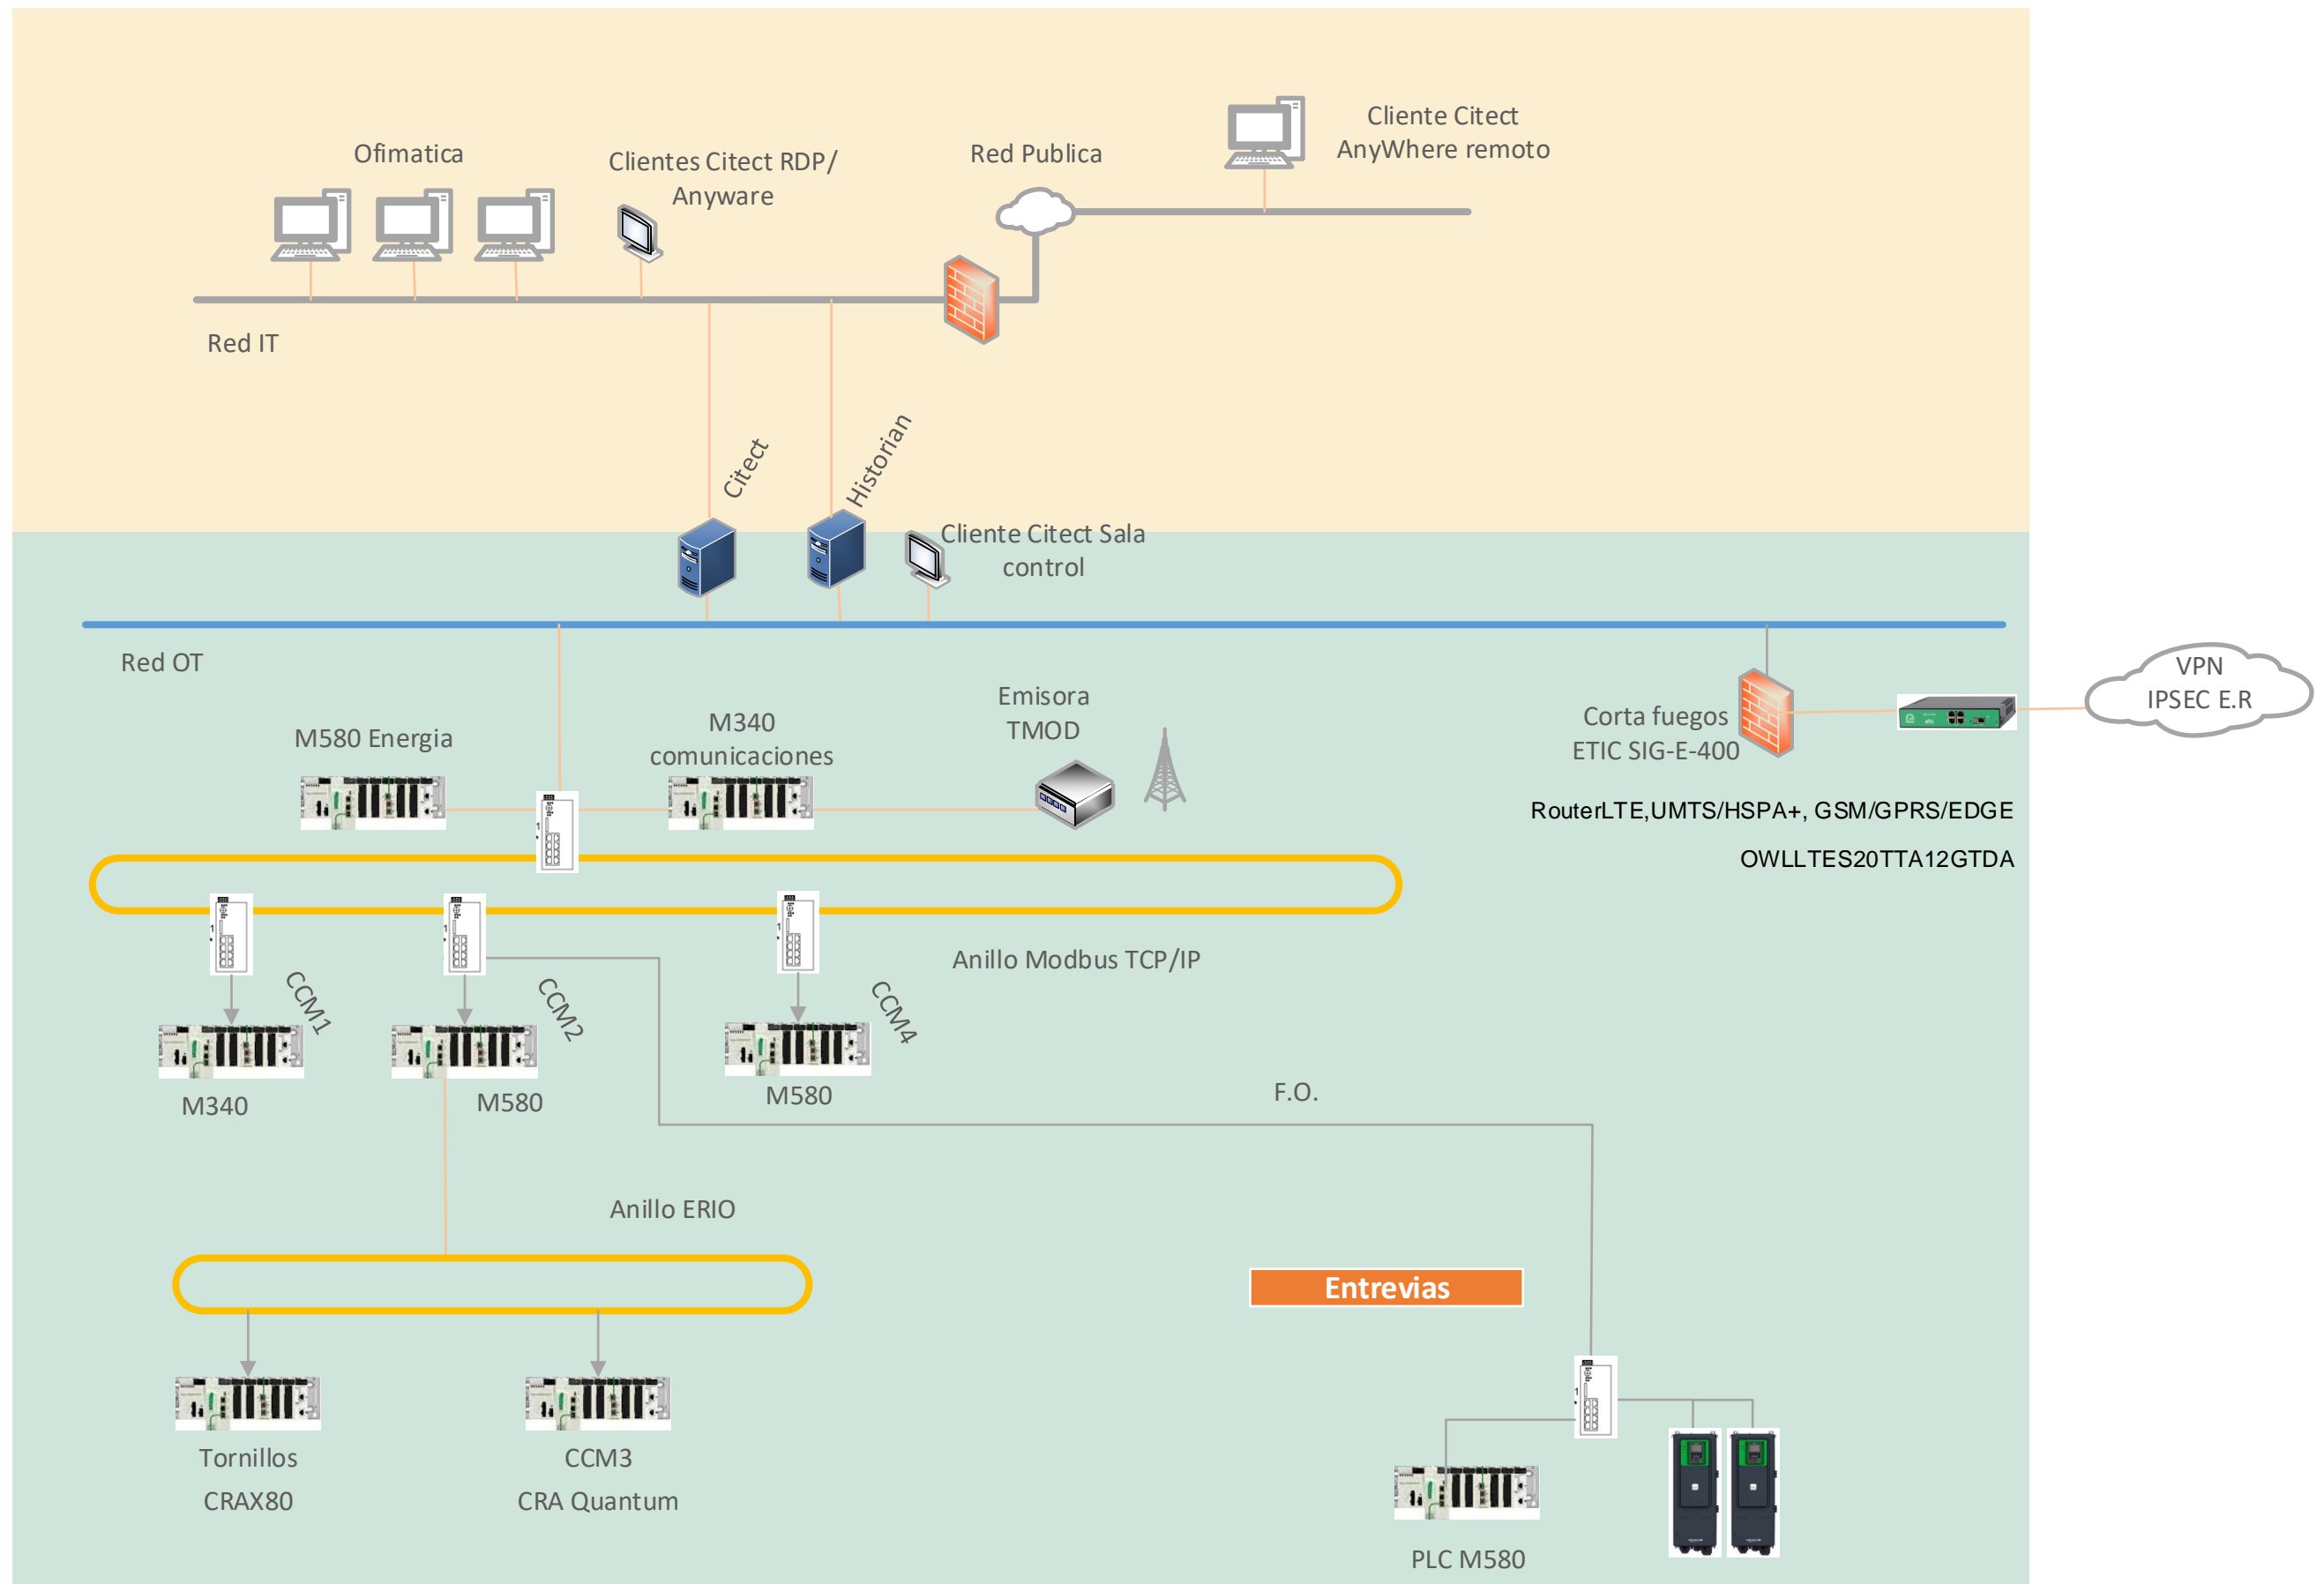 Cliente Citect
AnyWhere remoto
Ofimatica
Clientes Citect RDP/
Anyware
Red Publica
Red IT
Citect
Historian
Cliente Citect Sala
control
Red OT
VPN
IPSEC E.R
M580 Energia
M340
comunicaciones
Emisora
TMOD
Corta fuegos
ETIC SIG-E-400
RouterLTE,UMTS/HSPA+, GSM/GPRS/EDGE
OWLLTES20TTA12GTDA
Anillo Modbus TCP/IP
CCM1
CCM2
CCM4
M340
M580
M580
F.O.
Anillo ERIO
Entrevias
Tornillos
CRAX80
CCM3
CRA Quantum
PLC M580